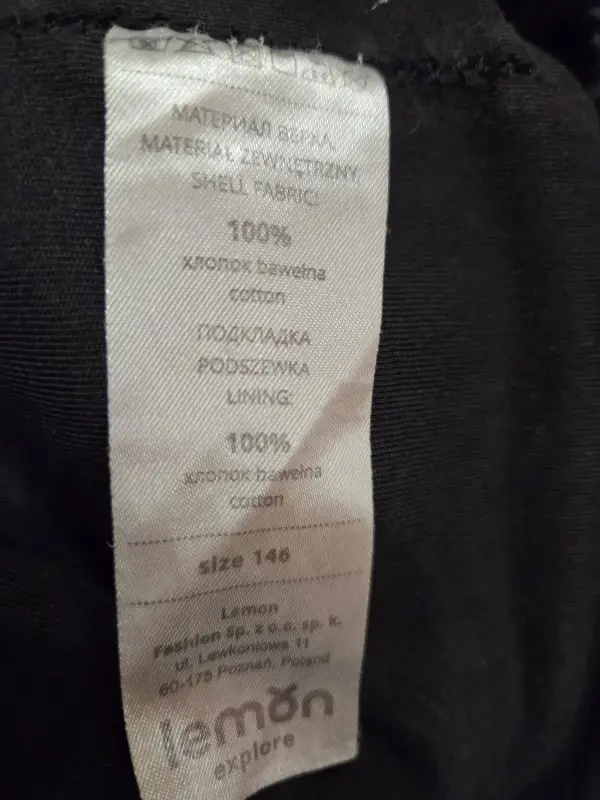 МАТЕРИАЛ ВЕРХА
MATERIAŁ ZEWNĘTRZNY
SHELL FABRIC:
100%
хлопок bawełna
cotton
ПОДКЛАДКА
PODSZEWKA
LINING:
100%
хлопок bawełna
cotton
size 146
Lemon
Fashion sp. z o.o. sp. k.
ul. Lewkoniowa 11
60-175 Poznań, Poland
lemon
explore